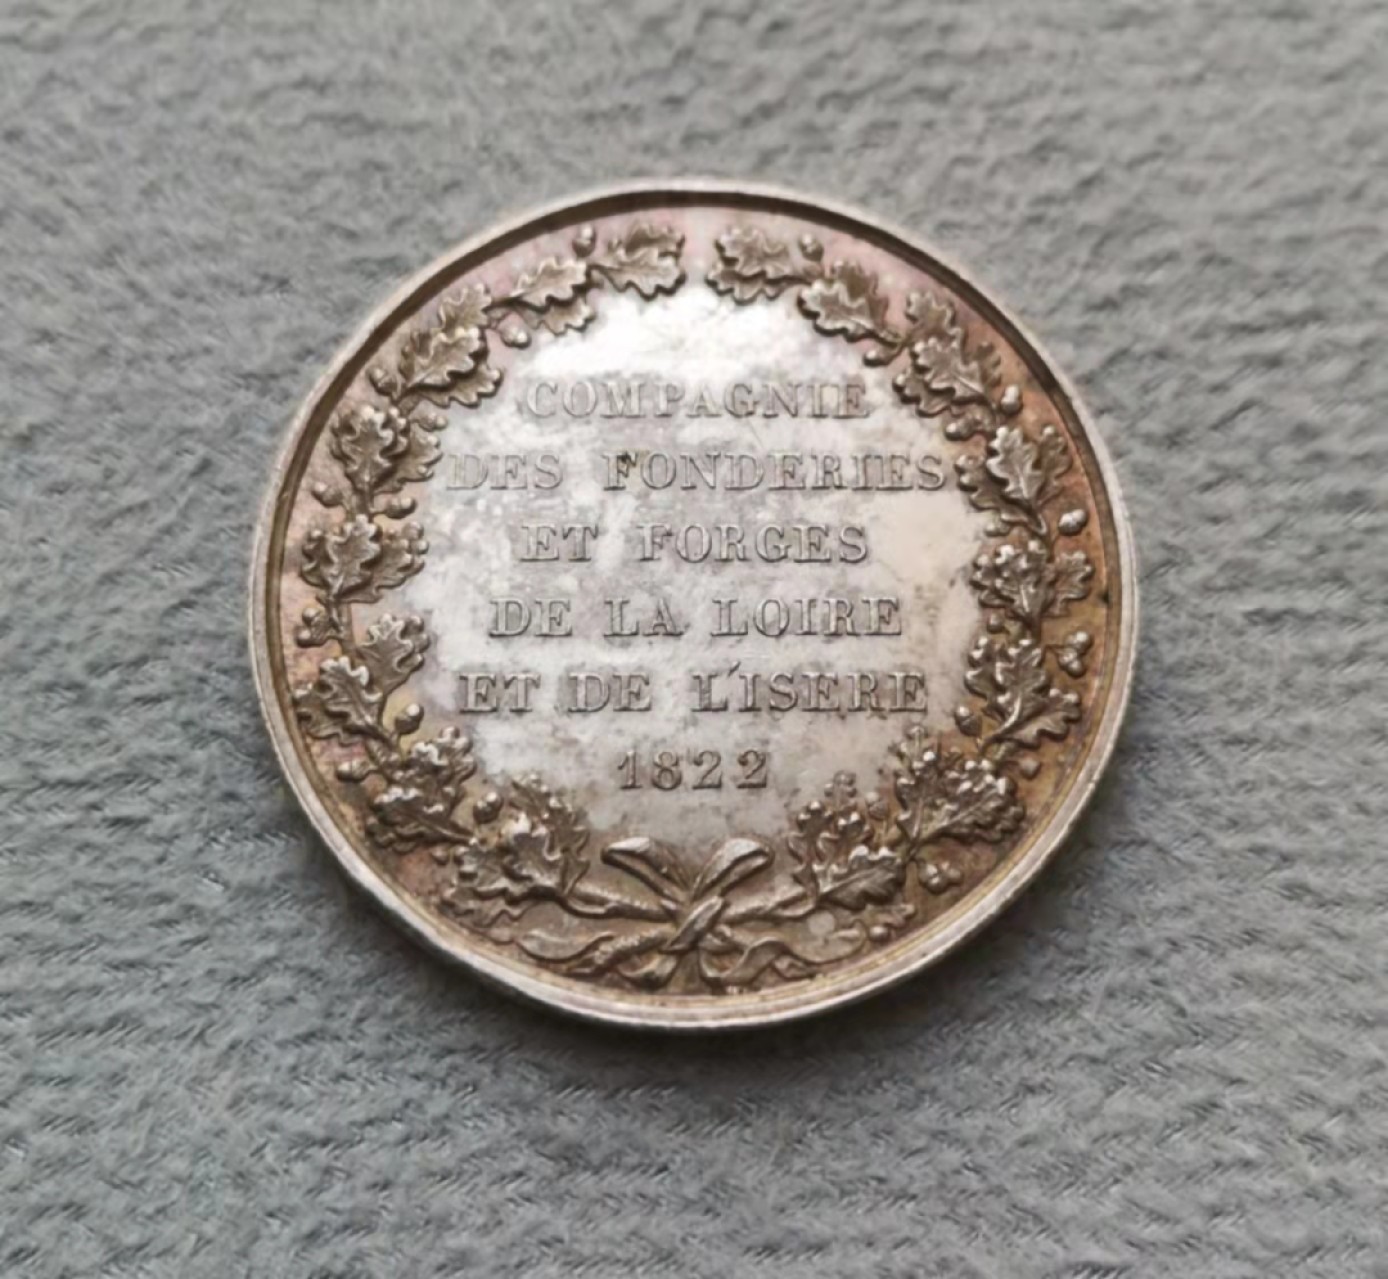 COMPAGNIE
DES FONDERIES
ET FORGES
DE LA LOIRE
ET DE L'ISERE
1822